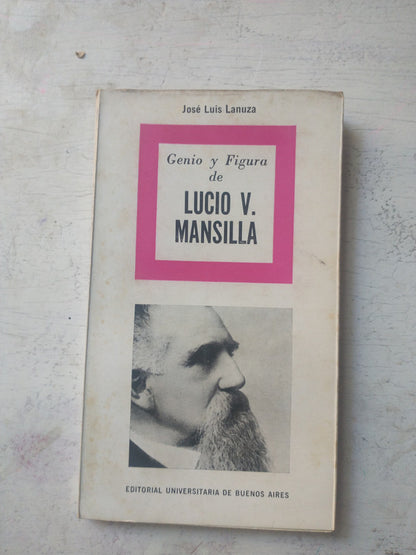 José Luis Lanuza
Genio y Figura
de
LUCIO V.
MANSILLA
EDITORIAL UNIVERSITARIA DE BUENOS AIRES